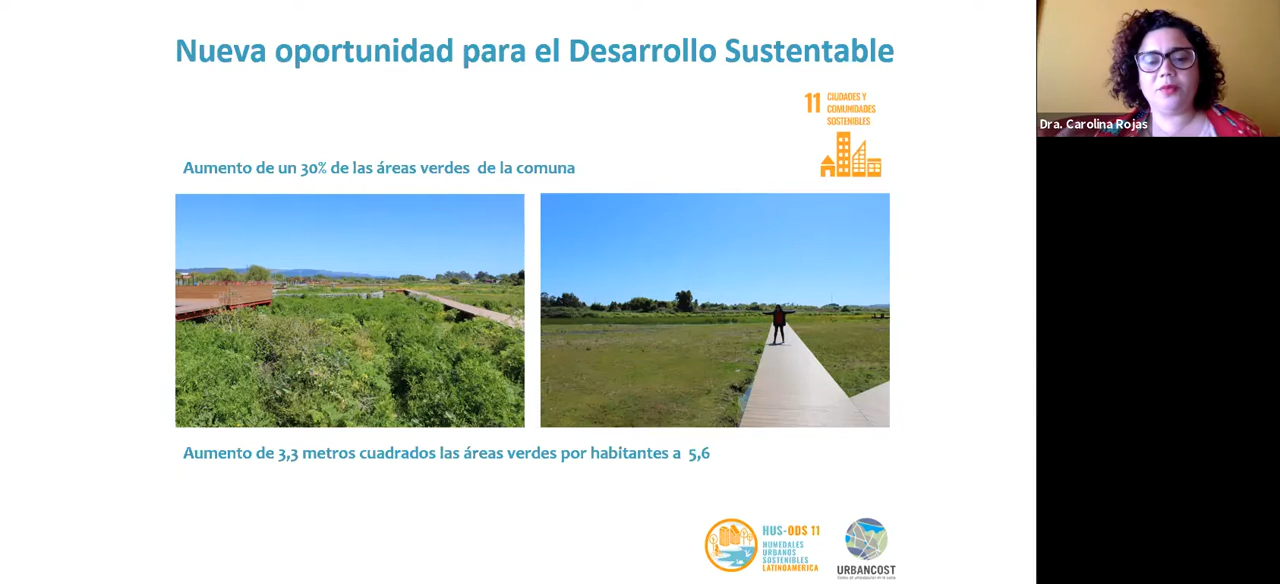 Nueva oportunidad para el Desarrollo Sustentable
11 CIUDADES Y
COMUNIDADES
SOSTENIBLES
Dra. Carolina Rojas
Aumento de un 30% de las áreas verdes de la comuna
Aumento de 3,3 metros cuadrados las áreas verdes por habitantes a 5,6
HUS-ODS 11
HUMEDALES
URBANOS
SOSTENIBLES
LATINOAMÉRICA
URBANCOST